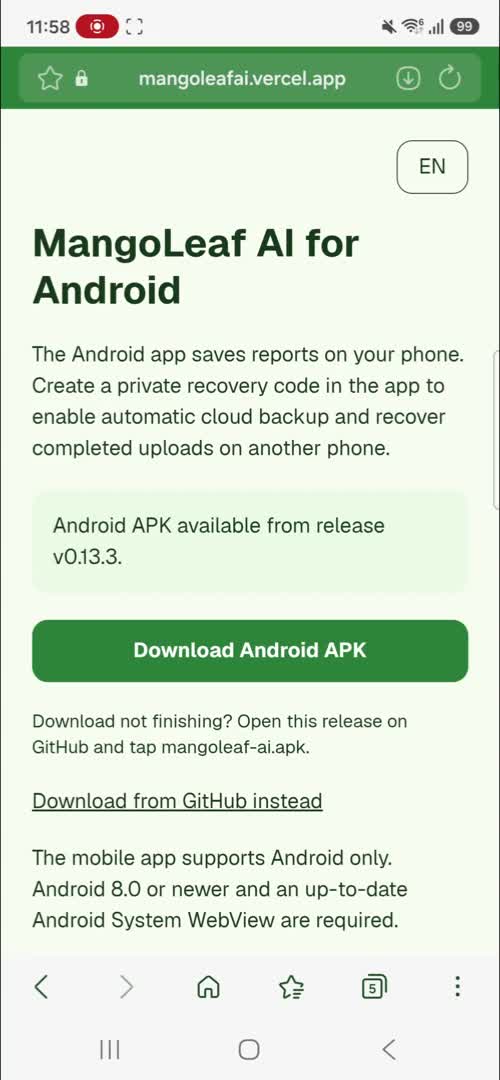 11:58
6
99
mangoleafai.vercel.app
EN
MangoLeaf AI for
Android
The Android app saves reports on your phone.
Create a private recovery code in the app to
enable automatic cloud backup and recover
completed uploads on another phone.
Android APK available from release
v0.13.3.
Download Android APK
Download not finishing? Open this release on
GitHub and tap mangoleaf-ai.apk.
Download from GitHub instead
The mobile app supports Android only.
Android 8.0 or newer and an up-to-date
Android System WebView are required.
5